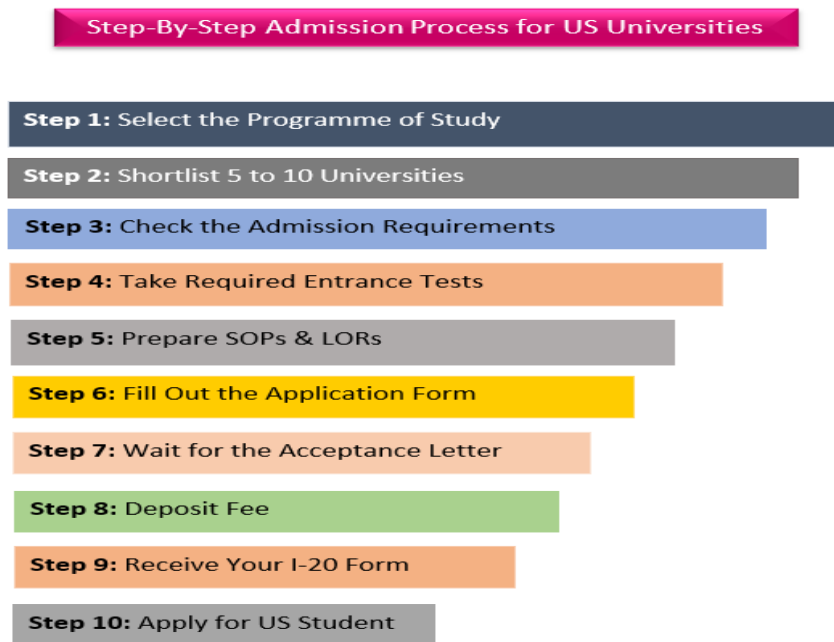 Step-By-Step Admission Process for US Universities
Step 1: Select the Programme of Study
Step 2: Shortlist 5 to 10 Universities
Step 3: Check the Admission Requirements
Step 4: Take Required Entrance Tests
Step 5: Prepare SOPs & LORs
Step 6: Fill Out the Application Form
Step 7: Wait for the Acceptance Letter
Step 8: Deposit Fee
Step 9: Receive Your I-20 Form
Step 10: Apply for US Student